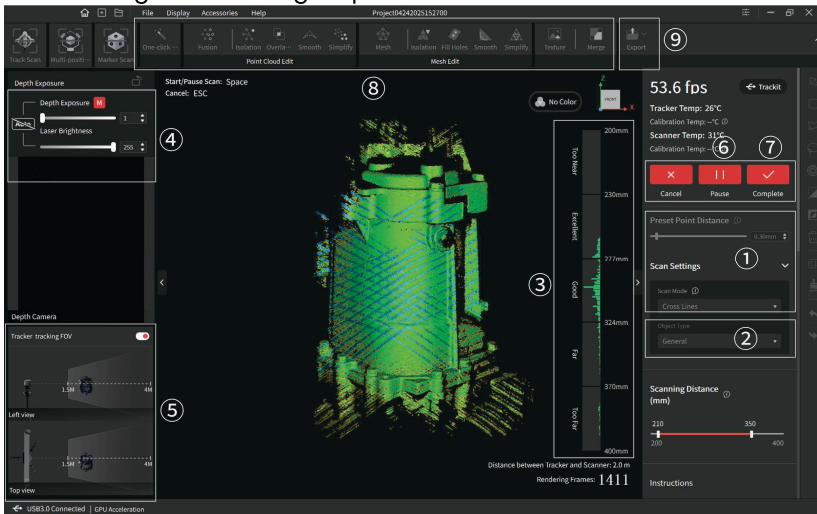 File Display Accessories Help Project04242025152700
Track Scan Multi-positi··· Marker Scan One-click ··· Fusion Isolation Overla··· Smooth Simplify Mesh Isolation Fill Holes Smooth Simplify Texture Merge Export
Point Cloud Edit Mesh Edit
⑨
Depth Exposure
Depth Exposure M
1
Auto
Laser Brightness
255
④
Depth Camera
Tracker tracking FOV
1.5M 4M
Left view
⑤
1.5M 4M
Top view
Start/Pause Scan: Space
Cancel: ESC
⑧
No Color
Z
FRONT
X
200mm
Too Near
230mm
Excellent
277mm
③
Good
324mm
Far
370mm
Too Far
400mm
Distance between Tracker and Scanner: 2.0 m
Rendering Frames: 1411
53.6 fps Trackit
Tracker Temp: 26°C
Calibration Temp: --°C
Scanner Temp: 31°C
Calibration Temp: --°C
⑥ ⑦
Cancel Pause Complete
Preset Point Distance
0.30mm
①
Scan Settings
Scan Mode
Cross Lines
Object Type
General
②
Scanning Distance
(mm)
210 350
200 400
Instructions
USB3.0 Connected | GPU Acceleration